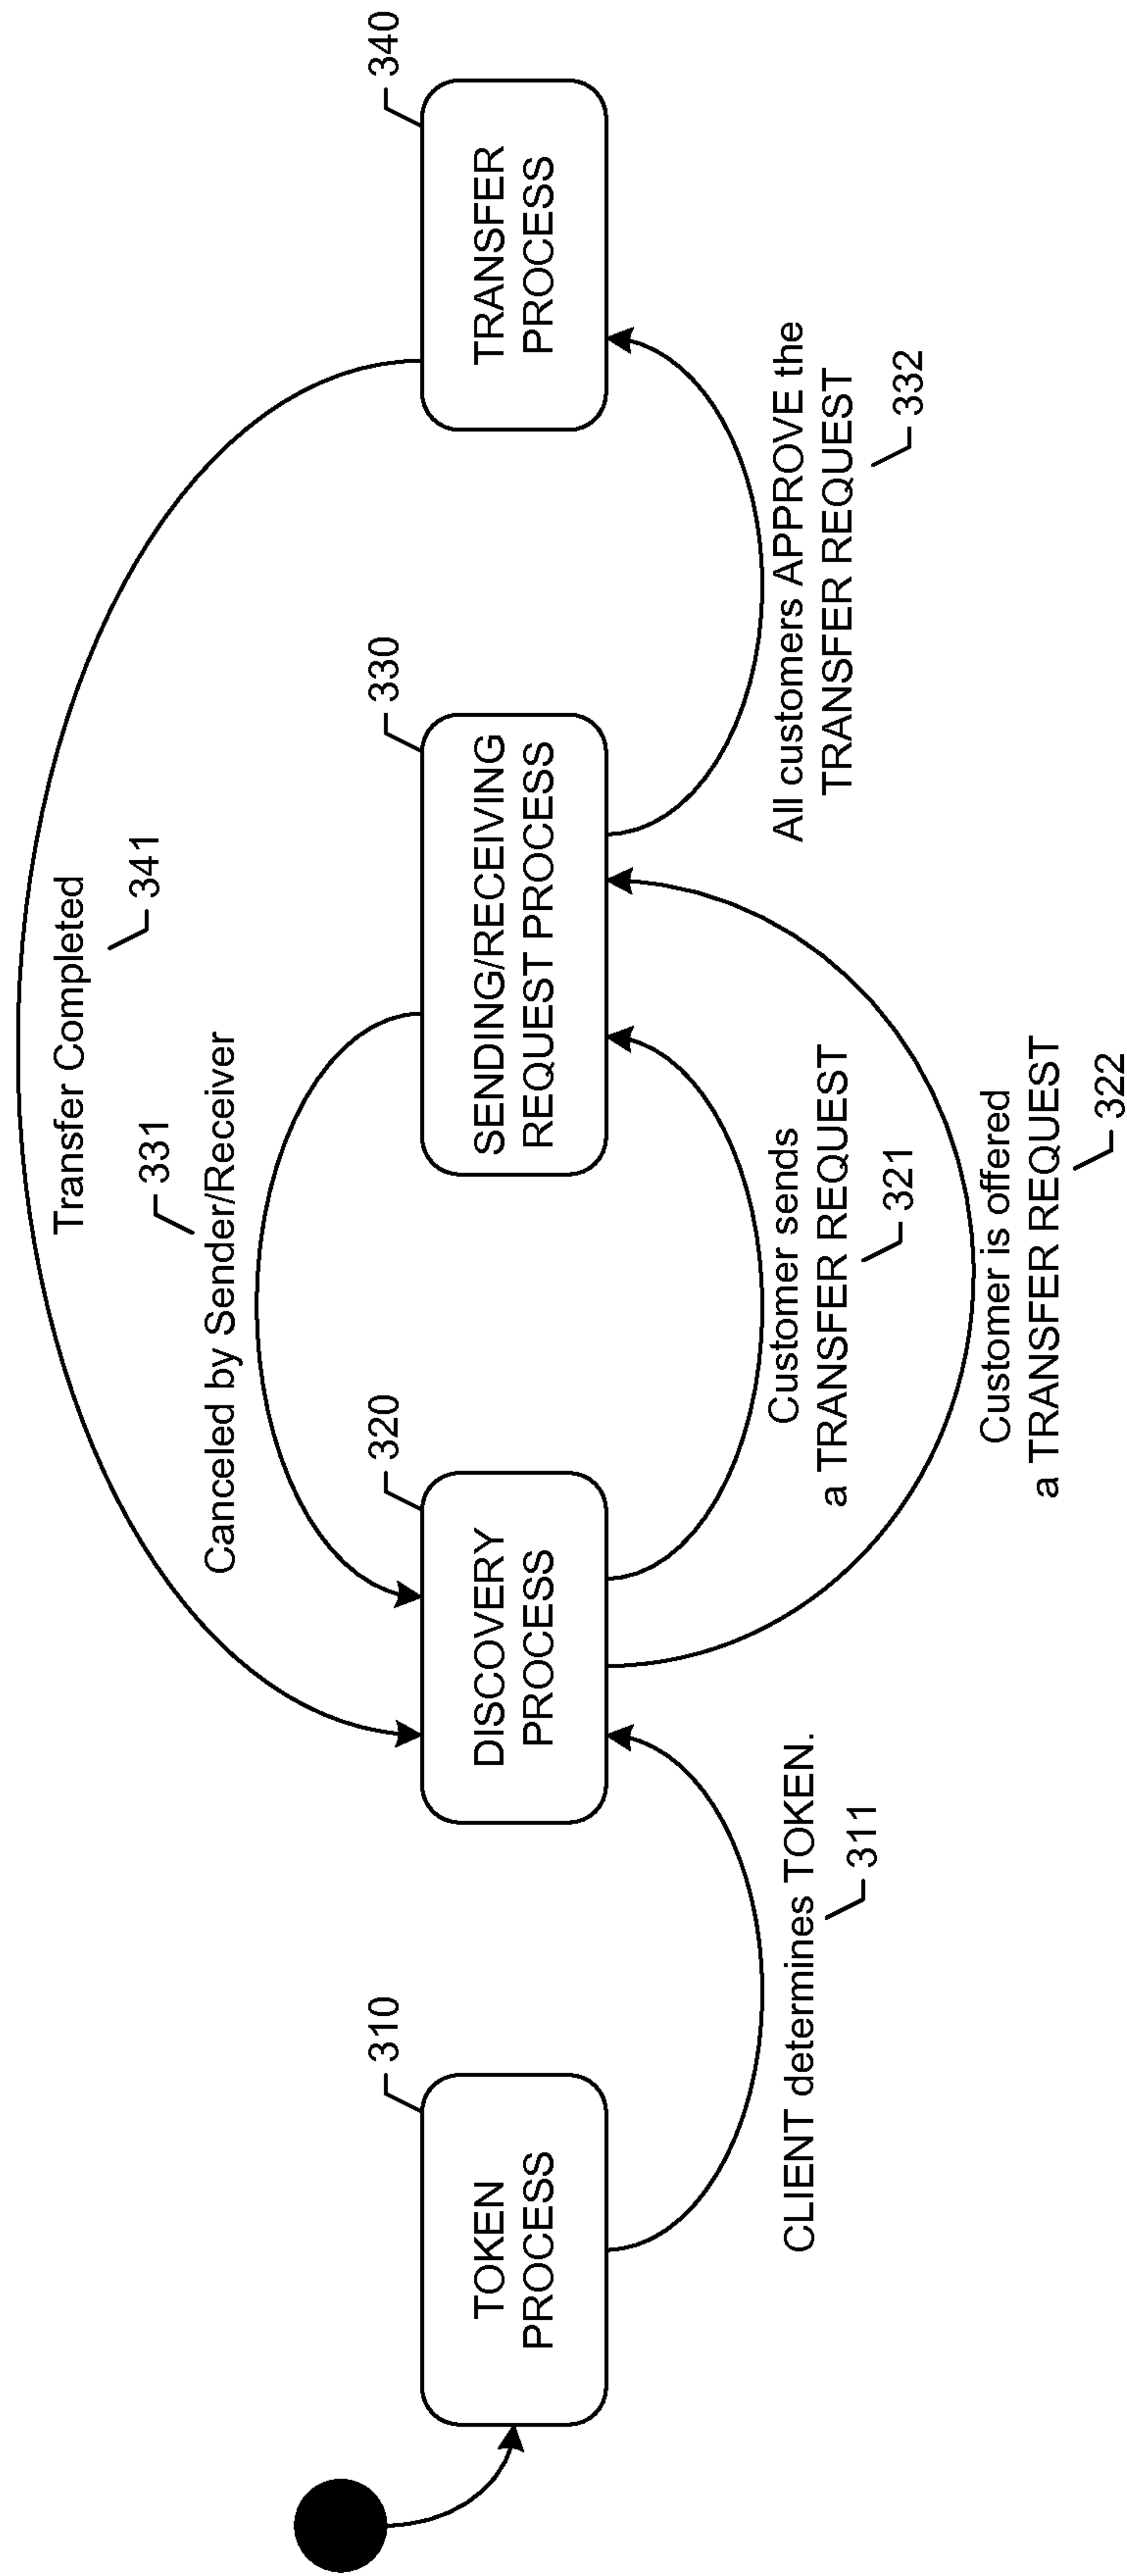 Transfer Completed
341
331
Canceled by Sender/Receiver
310
320
330
340
TOKEN
PROCESS
DISCOVERY
PROCESS
SENDING/RECEIVING
REQUEST PROCESS
TRANSFER
PROCESS
CLIENT determines TOKEN.
311
Customer sends
a TRANSFER REQUEST
321
All customers APPROVE the
TRANSFER REQUEST
332
Customer is offered
a TRANSFER REQUEST
322